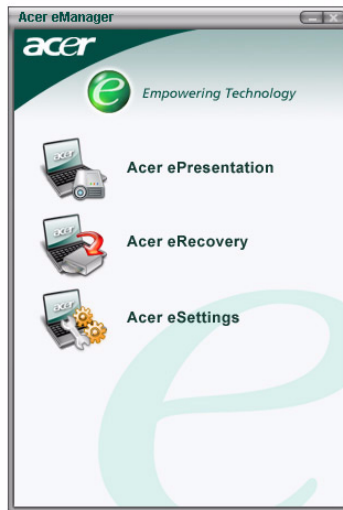 Acer eManager
acer
e Empowering Technology
Acer ePresentation
Acer eRecovery
Acer eSettings